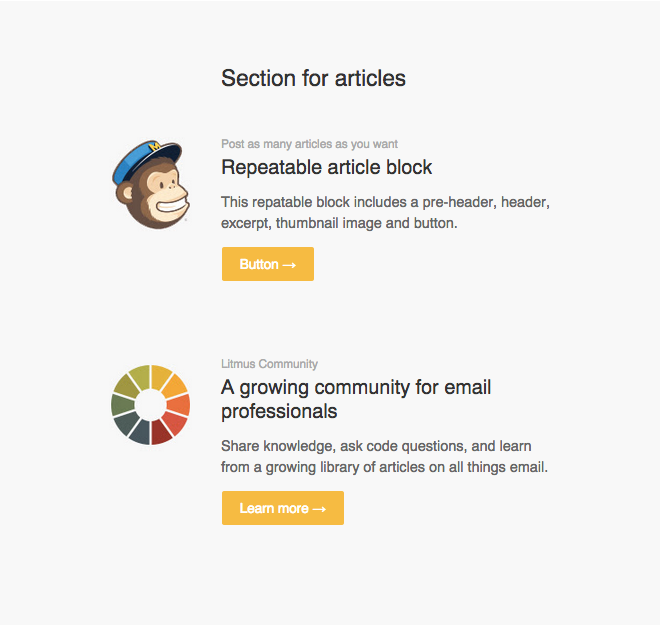 Section for articles
Post as many articles as you want
Repeatable article block
This repatable block includes a pre-header, header,
excerpt, thumbnail image and button.
Button →
Litmus Community
A growing community for email
professionals
Share knowledge, ask code questions, and learn
from a growing library of articles on all things email.
Learn more →